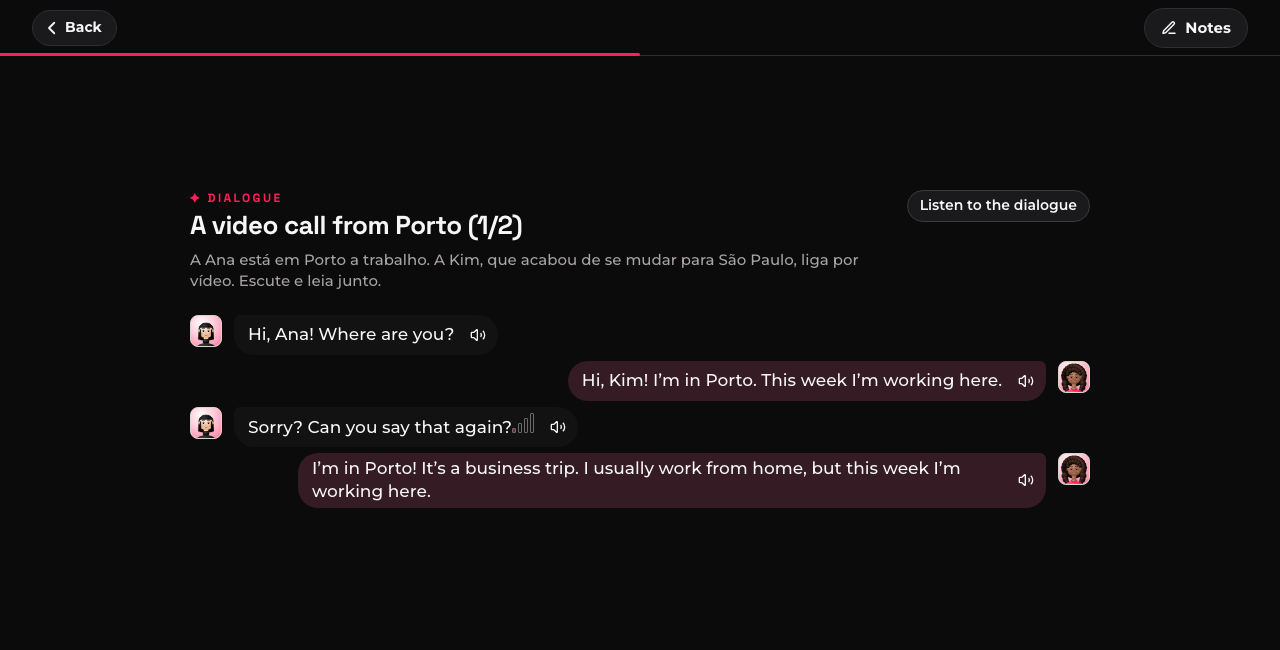 Back
Notes
DIALOGUE
A video call from Porto (1/2)
Listen to the dialogue
A Ana está em Porto a trabalho. A Kim, que acabou de se mudar para São Paulo, liga por
vídeo. Escute e leia junto.
Hi, Ana! Where are you?
Hi, Kim! I’m in Porto. This week I’m working here.
Sorry? Can you say that again?
I’m in Porto! It’s a business trip. I usually work from home, but this week I’m
working here.